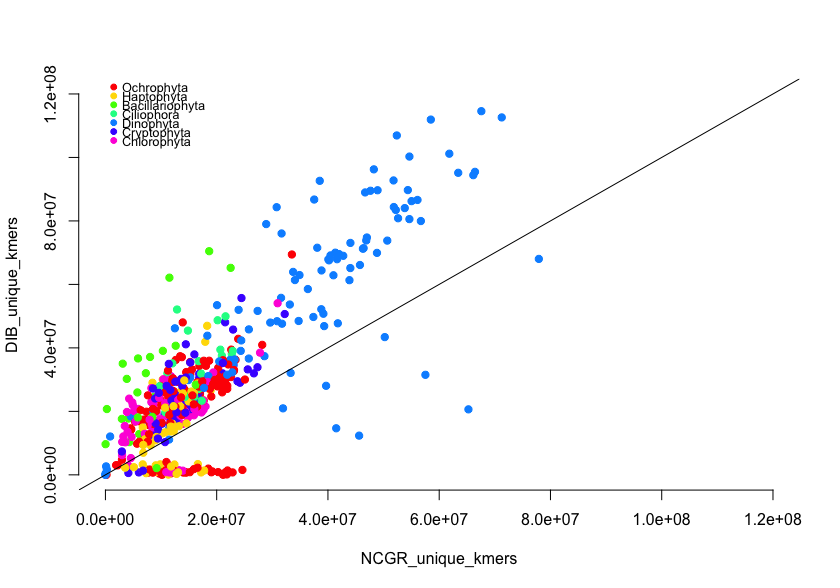 Ochrophyta
Haptophyta
Bacillariophyta
Ciliophora
Dinophyta
Cryptophyta
Chlorophyta
DIB_unique_kmers
1.2e+08
8.0e+07
4.0e+07
0.0e+00
0.0e+00 2.0e+07 4.0e+07 6.0e+07 8.0e+07 1.0e+08 1.2e+08
NCGR_unique_kmers